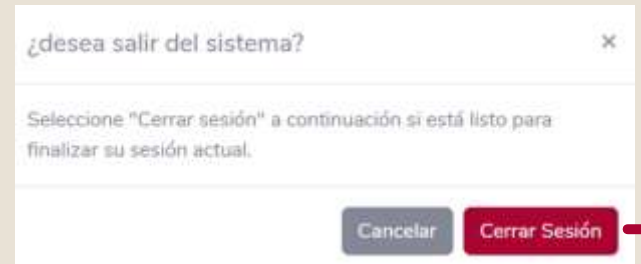 ¿desea salir del sistema? ×
Seleccione "Cerrar sesión" a continuación si está listo para
finalizar su sesión actual.
Cancelar Cerrar Sesión